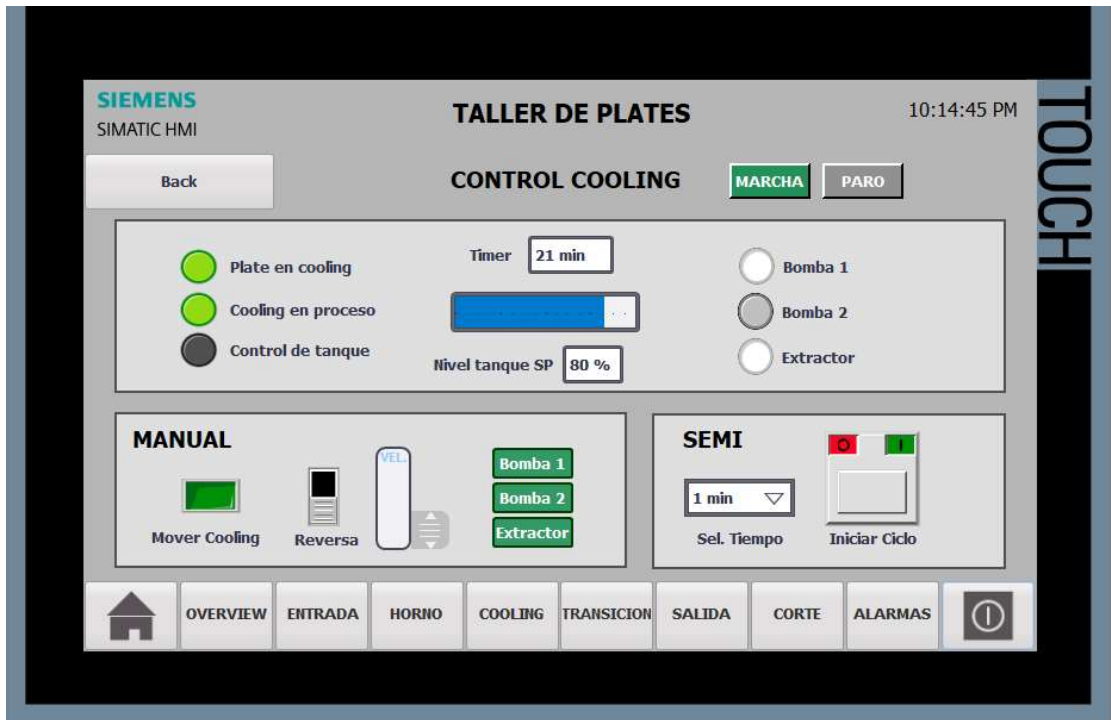 SIEMENS
SIMATIC HMI
TALLER DE PLATES
10:14:45 PM
TOUCH
Back
CONTROL COOLING
MARCHA
PARO
Plate en cooling
Timer 21 min
Bomba 1
Cooling en proceso
Bomba 2
Control de tanque
Nivel tanque SP 80 %
Extractor
MANUAL
VEL.
Bomba 1
Bomba 2
Extractor
Mover Cooling
Reversa
SEMI
O I
1 min
Sel. Tiempo
Iniciar Ciclo
OVERVIEW
ENTRADA
HORNO
COOLING
TRANSICION
SALIDA
CORTE
ALARMAS